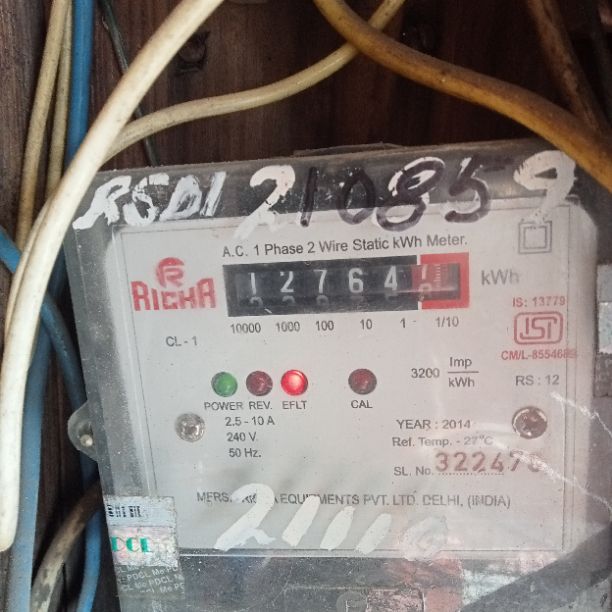 RSDI 210859
A.C. 1 Phase 2 Wire Static kWh Meter.
RICHA
12764 kWh
10000 1000 100 10 1 - 1/10
IS: 13779
ISI
CL - 1
3200 Imp/kWh
RS : 12
POWER REV. EFLT CAL
2.5 - 10 A
240 V.
50 Hz.
YEAR : 2014
Ref. Temp. - 27°C
SL. No.
EQUIPMENTS PVT. LTD. DELHI, (INDIA)